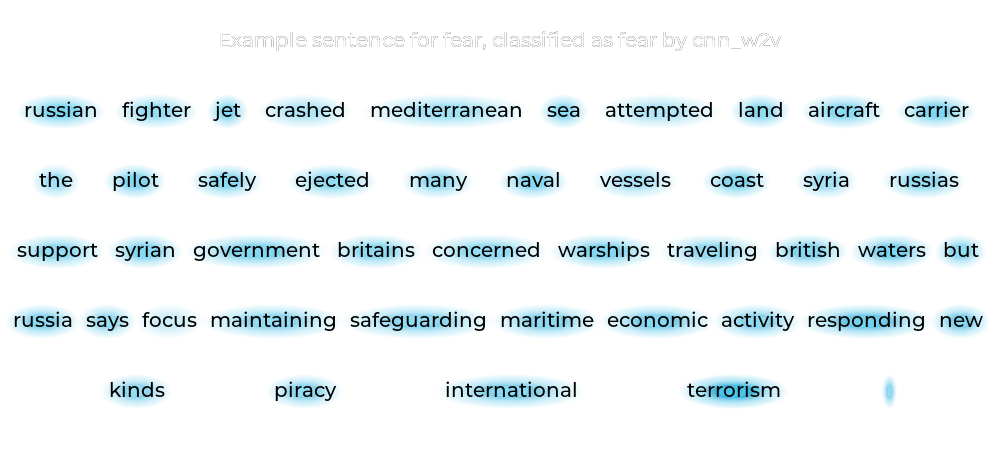 Example sentence for fear, classified as fear by cnn_w2v
russian fighter jet crashed mediterranean sea attempted land aircraft carrier
the pilot safely ejected many naval vessels coast syria russias
support syrian government britains concerned warships traveling british waters but
russia says focus maintaining safeguarding maritime economic activity responding new
kinds piracy international terrorism